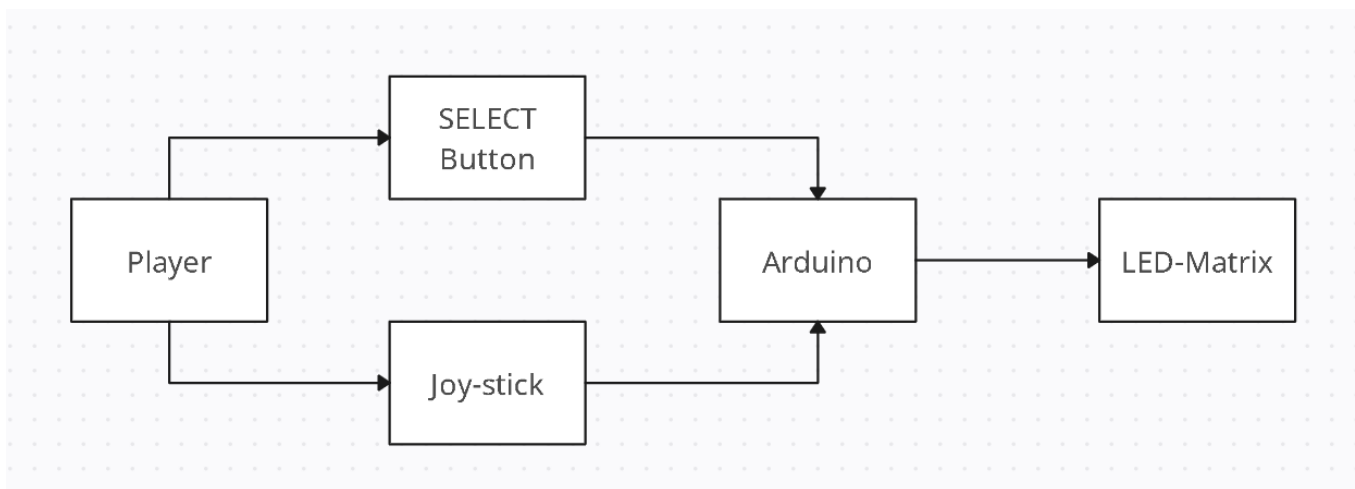 SELECT
Button
Player
Arduino
LED-Matrix
Joy-stick